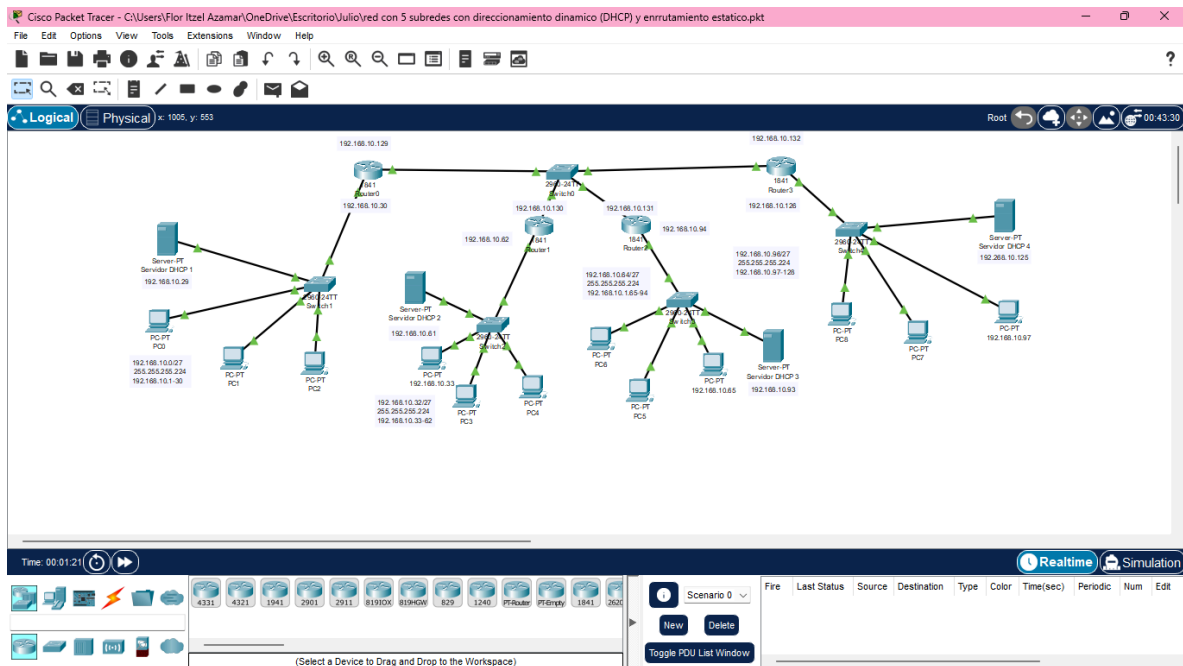 Cisco Packet Tracer - C:\Users\Flor Itzel Azamar\OneDrive\Escritorio\Julio\red con 5 subredes con direccionamiento dinamico (DHCP) y enrrutamiento estatico.pkt
File Edit Options View Tools Extensions Window Help
?
Logical Physical x: 1005, y: 553 Root 00:43:30
192.168.10.129
1841
Router0
192.168.10.30
2960-24TT
Switch0
192.168.10.132
1841
Router3
192.168.10.126
192.168.10.130
1841
Router1
192.168.10.62
192.168.10.131
1841
Router2
192.168.10.94
Server-PT
Servidor DHCP 1
192.168.10.29
2960-24TT
Switch1
PC-PT
PC0
192.168.10.0/27
255.255.255.224
192.168.10.1-30
PC-PT
PC1
PC-PT
PC2
Server-PT
Servidor DHCP 2
192.168.10.61
2960-24TT
Switch2
PC-PT
192.168.10.33
192.168.10.32/27
255.255.255.224
192.168.10.33-62
PC-PT
PC3
PC-PT
PC4
192.168.10.64/27
255.255.255.224
192.168.10.1.65-94
2960-24TT
PC-PT
PC6
PC-PT
PC5
PC-PT
192.168.10.65
Server-PT
Servidor DHCP 3
192.168.10.93
192.168.10.96/27
255.255.255.224
192.168.10.97-128
2960-24TT
Server-PT
Servidor DHCP 4
192.268.10.125
PC-PT
PC8
PC-PT
PC7
PC-PT
192.168.10.97
Time: 00:01:21
Realtime Simulation
4331 4321 1941 2901 2911 819IOX 819HGW 829 1240 PT-Router PT-Empty 1841
(Select a Device to Drag and Drop to the Workspace)
Scenario 0
New Delete
Toggle PDU List Window
Fire Last Status Source Destination Type Color Time(sec) Periodic Num Edit